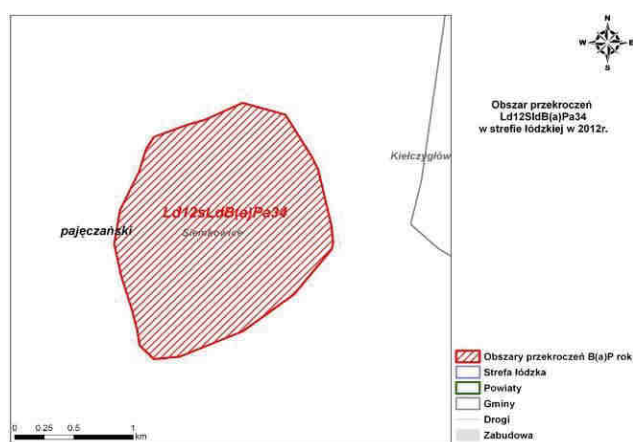 N
W E
S
Obszar przekroczeń
Ld12SldB(a)Pa34
w strefie łódzkiej w 2012r.
Kiełczygłów
Ld12sLdB(a)Pa34
Siemkowice
pajęczański
Obszary przekroczeń B(a)P rok
Strefa łódzka
Powiaty
Gminy
Drogi
Zabudowa
0 0.25 0.5 1
km